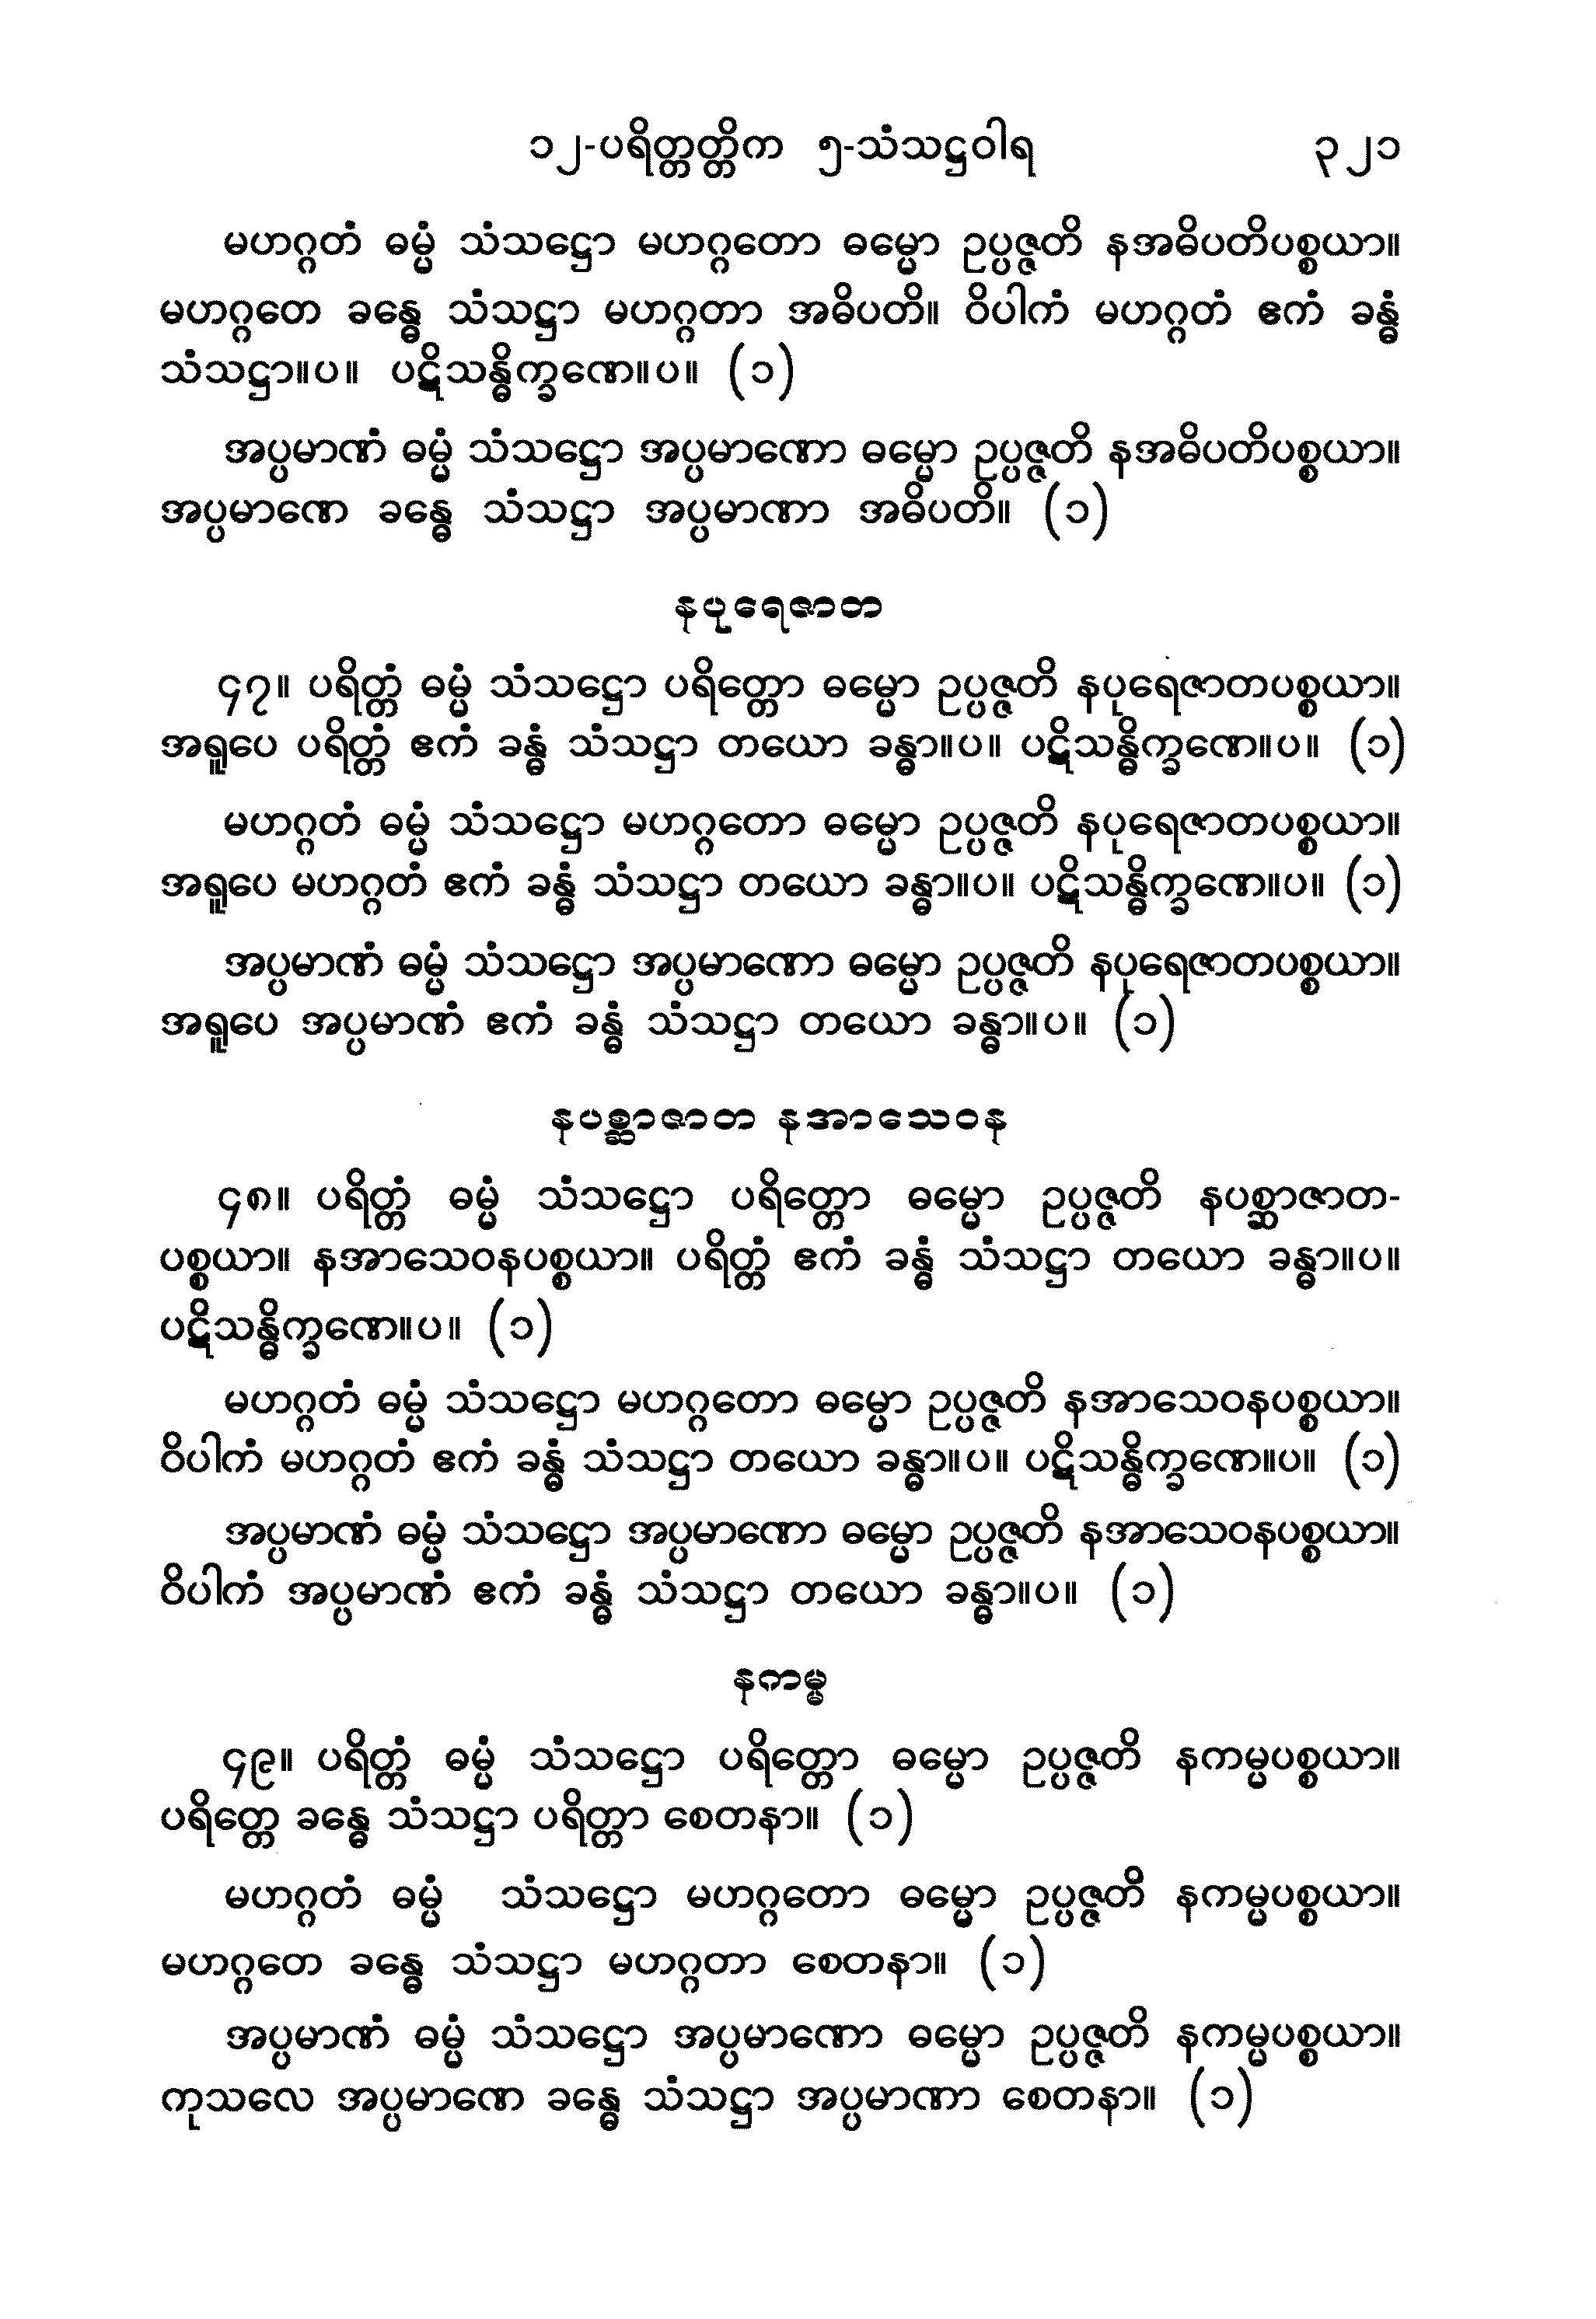 ၁၂-ပရိတ္တတ္တိက ၅-သံသဋ္ဌဝါရ ၃၂၁
မဟဂ္ဂတံ ဓမ္မံ သံသဋ္ဌော မဟဂ္ဂတော ဓမ္မော ဥပ္ပဇ္ဇတိ နအဓိပတိပစ္စယာ။
မဟဂ္ဂတေ ခန္ဓေ သံသဋ္ဌာ မဟဂ္ဂတာ အဓိပတိ။ ဝိပါကံ မဟဂ္ဂတံ ဧကံ ခန္ဓံ
သံသဋ္ဌာ။ပ။ ပဋိသန္ဓိက္ခဏေ။ပ။ (၁)
အပ္ပမာဏံ ဓမ္မံ သံသဋ္ဌော အပ္ပမာဏော ဓမ္မော ဥပ္ပဇ္ဇတိ နအဓိပတိပစ္စယာ။
အပ္ပမာဏေ ခန္ဓေ သံသဋ္ဌာ အပ္ပမာဏာ အဓိပတိ။ (၁)
နပုရေဇာတ
၄၇။ ပရိတ္တံ ဓမ္မံ သံသဋ္ဌော ပရိတ္တော ဓမ္မော ဥပ္ပဇ္ဇတိ နပုရေဇာတပစ္စယာ။
အရူပေ ပရိတ္တံ ဧကံ ခန္ဓံ သံသဋ္ဌာ တယော ခန္ဓာ။ပ။ ပဋိသန္ဓိက္ခဏေ။ပ။ (၁)
မဟဂ္ဂတံ ဓမ္မံ သံသဋ္ဌော မဟဂ္ဂတော ဓမ္မော ဥပ္ပဇ္ဇတိ နပုရေဇာတပစ္စယာ။
အရူပေ မဟဂ္ဂတံ ဧကံ ခန္ဓံ သံသဋ္ဌာ တယော ခန္ဓာ။ပ။ ပဋိသန္ဓိက္ခဏေ။ပ။ (၁)
အပ္ပမာဏံ ဓမ္မံ သံသဋ္ဌော အပ္ပမာဏော ဓမ္မော ဥပ္ပဇ္ဇတိ နပုရေဇာတပစ္စယာ။
အရူပေ အပ္ပမာဏံ ဧကံ ခန္ဓံ သံသဋ္ဌာ တယော ခန္ဓာ။ပ။ (၁)
နပစ္ဆာဇာတ နအာသေဝန
၄၈။ ပရိတ္တံ ဓမ္မံ သံသဋ္ဌော ပရိတ္တော ဓမ္မော ဥပ္ပဇ္ဇတိ နပစ္ဆာဇာတ-
ပစ္စယာ။ နအာသေဝနပစ္စယာ။ ပရိတ္တံ ဧကံ ခန္ဓံ သံသဋ္ဌာ တယော ခန္ဓာ။ပ။
ပဋိသန္ဓိက္ခဏေ။ပ။ (၁)
မဟဂ္ဂတံ ဓမ္မံ သံသဋ္ဌော မဟဂ္ဂတော ဓမ္မော ဥပ္ပဇ္ဇတိ နအာသေဝနပစ္စယာ။
ဝိပါကံ မဟဂ္ဂတံ ဧကံ ခန္ဓံ သံသဋ္ဌာ တယော ခန္ဓာ။ပ။ ပဋိသန္ဓိက္ခဏေ။ပ။ (၁)
အပ္ပမာဏံ ဓမ္မံ သံသဋ္ဌော အပ္ပမာဏော ဓမ္မော ဥပ္ပဇ္ဇတိ နအာသေဝနပစ္စယာ။
ဝိပါကံ အပ္ပမာဏံ ဧကံ ခန္ဓံ သံသဋ္ဌာ တယော ခန္ဓာ။ပ။ (၁)
နကမ္မ
၄၉။ ပရိတ္တံ ဓမ္မံ သံသဋ္ဌော ပရိတ္တော ဓမ္မော ဥပ္ပဇ္ဇတိ နကမ္မပစ္စယာ။
ပရိတ္တေ ခန္ဓေ သံသဋ္ဌာ ပရိတ္တာ စေတနာ။ (၁)
မဟဂ္ဂတံ ဓမ္မံ သံသဋ္ဌော မဟဂ္ဂတော ဓမ္မော ဥပ္ပဇ္ဇတိ နကမ္မပစ္စယာ။
မဟဂ္ဂတေ ခန္ဓေ သံသဋ္ဌာ မဟဂ္ဂတာ စေတနာ။ (၁)
အပ္ပမာဏံ ဓမ္မံ သံသဋ္ဌော အပ္ပမာဏော ဓမ္မော ဥပ္ပဇ္ဇတိ နကမ္မပစ္စယာ။
ကုသလေ အပ္ပမာဏေ ခန္ဓေ သံသဋ္ဌာ အပ္ပမာဏာ စေတနာ။ (၁)